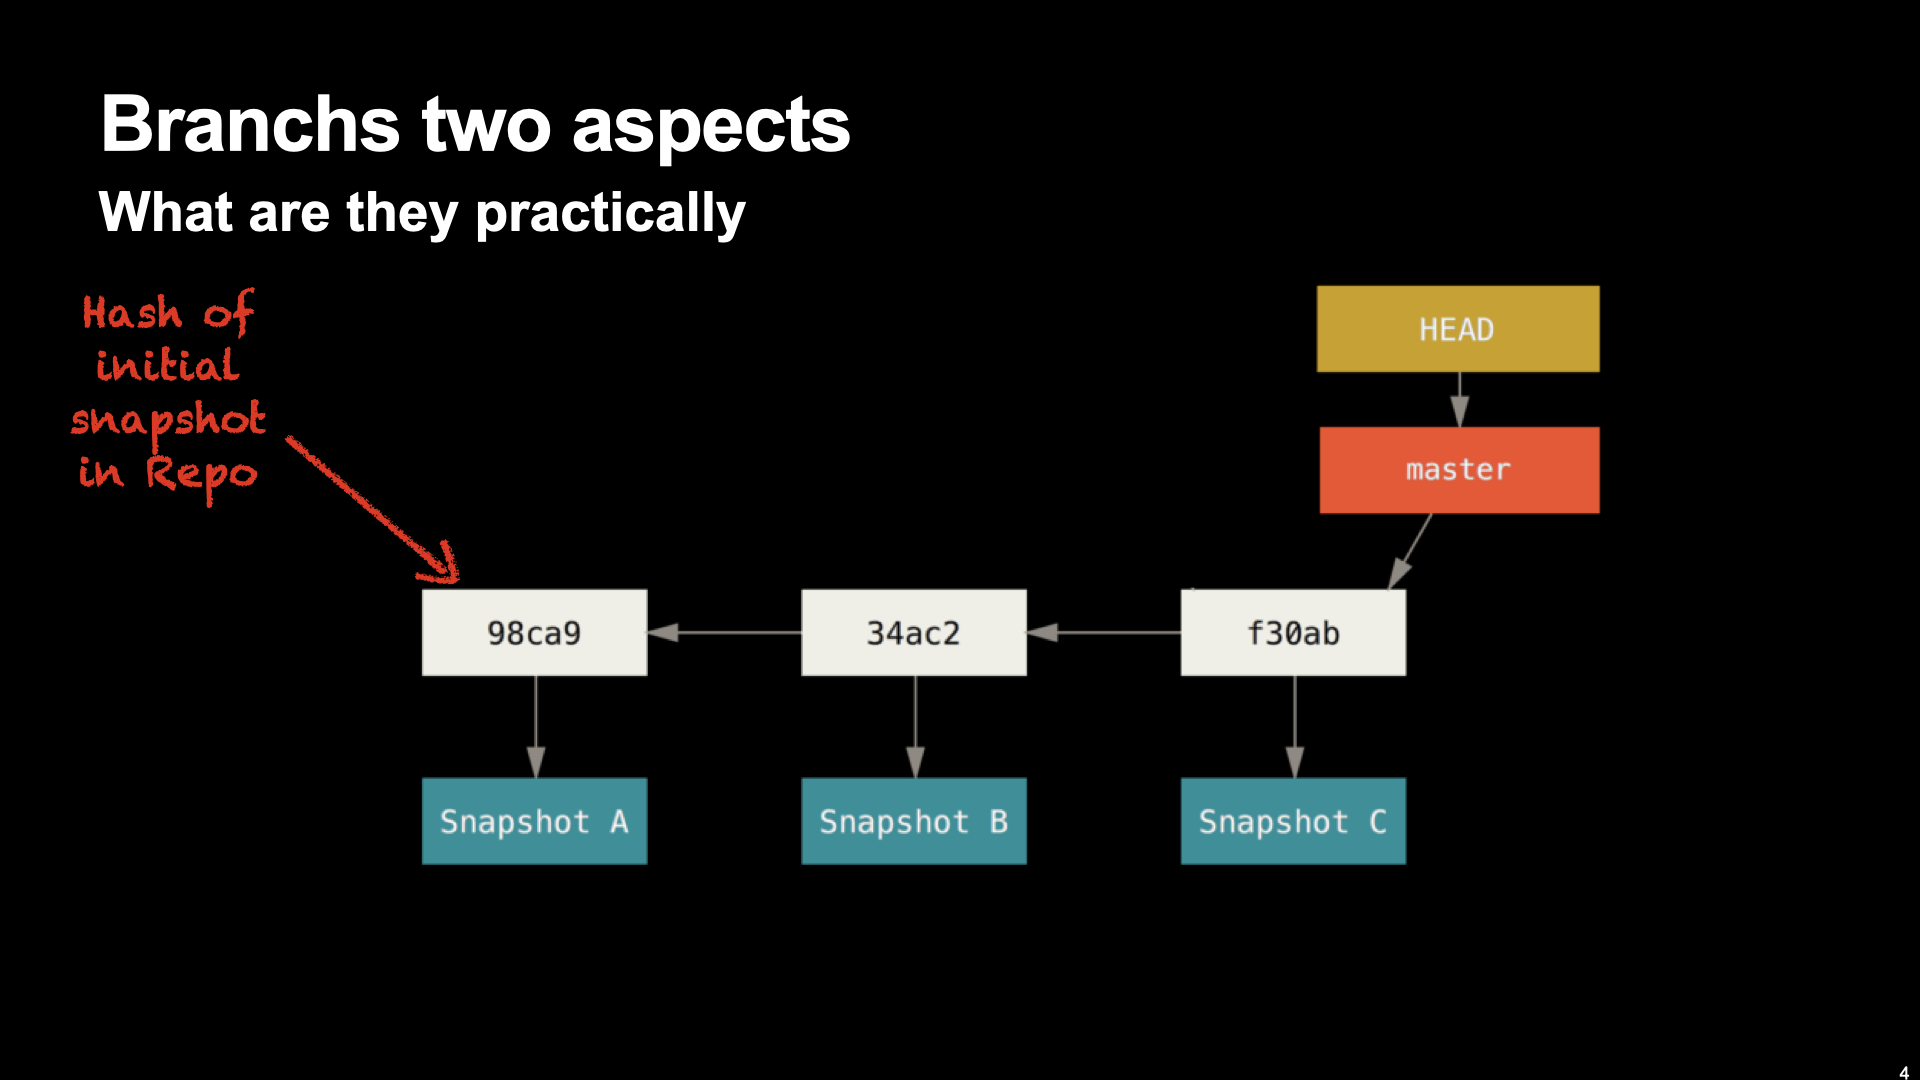 Branchs two aspects
What are they practically
Hash of
initial
snapshot
in Repo
HEAD
master
98ca9
34ac2
f30ab
Snapshot A
Snapshot B
Snapshot C
4